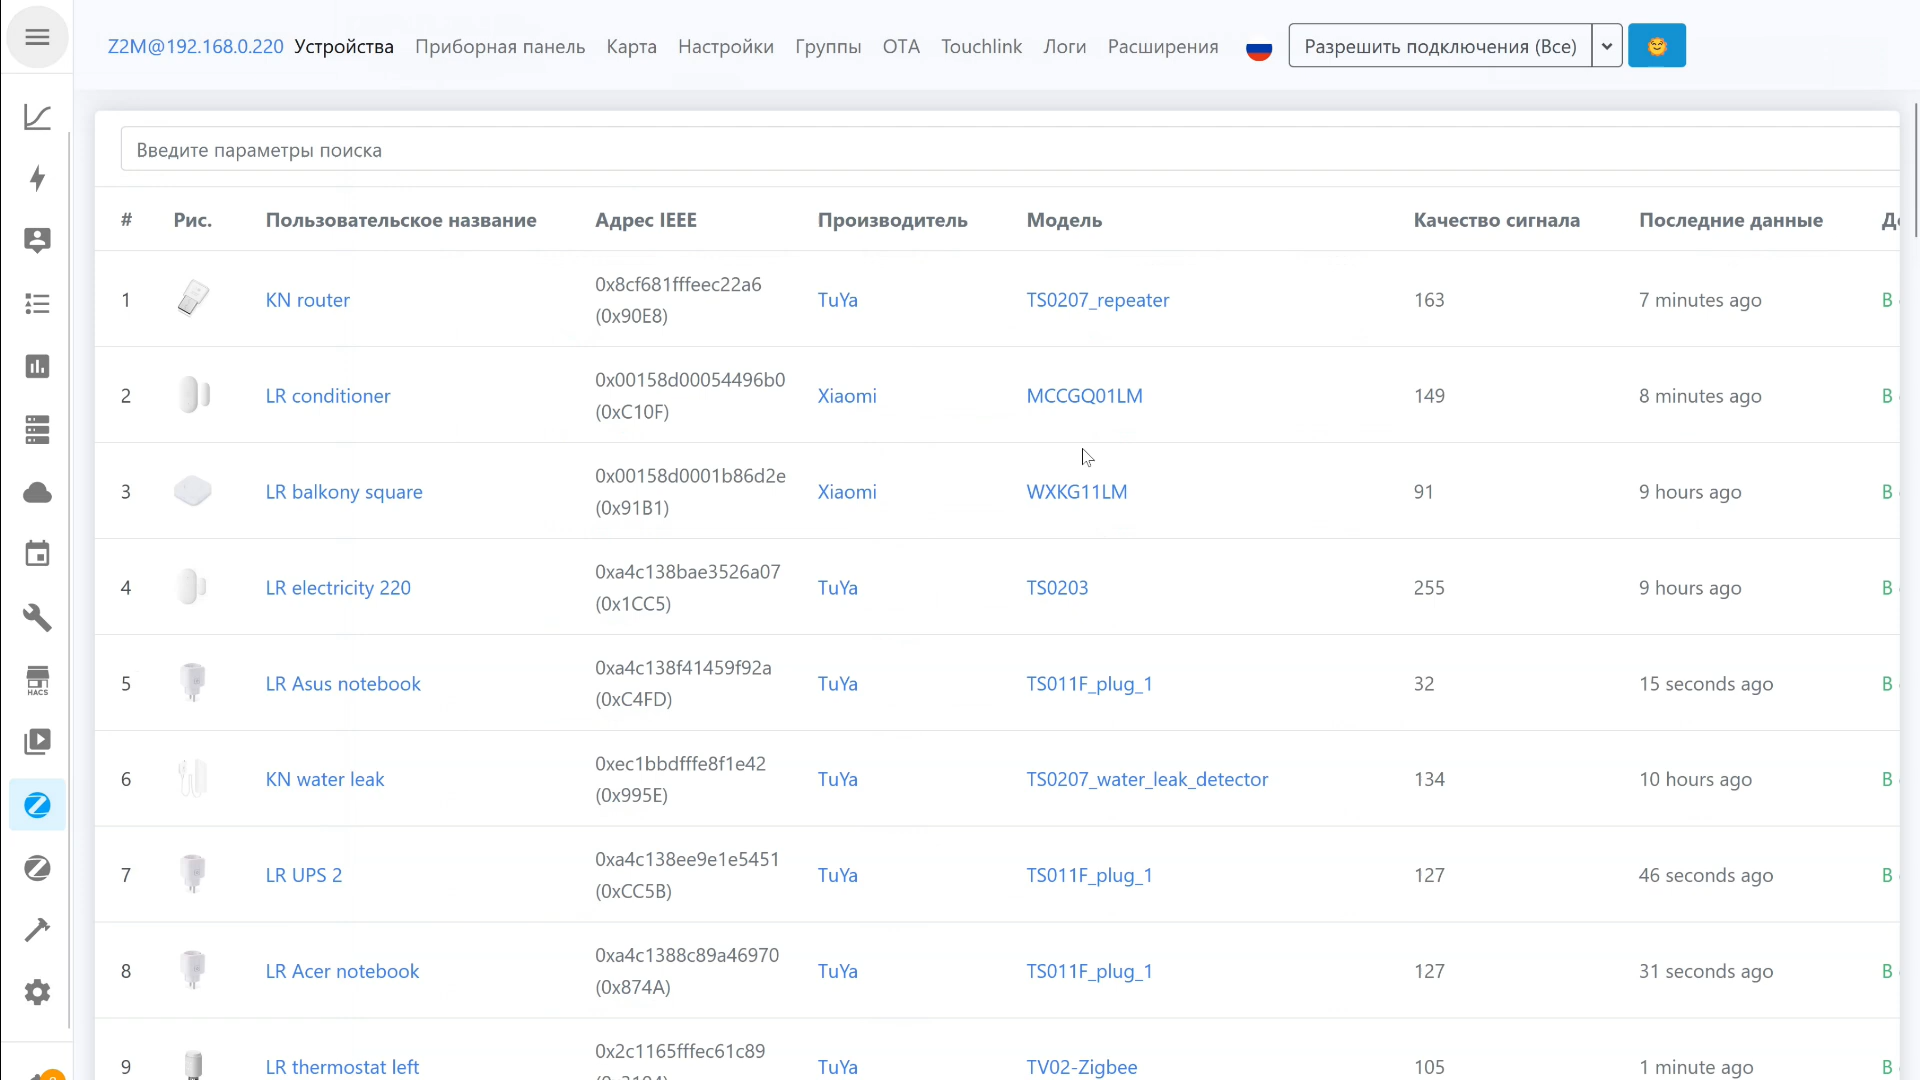 Z2M@192.168.0.220 Устройства Приборная панель Карта Настройки Группы OTA Touchlink Логи Расширения Разрешить подключения (Все)
Введите параметры поиска
# Рис. Пользовательское название Адрес IEEE Производитель Модель Качество сигнала Последние данные
1 KN router 0x8cf681fffeec22a6 (0x90E8) TuYa TS0207_repeater 163 7 minutes ago В
2 LR conditioner 0x00158d00054496b0 (0xC10F) Xiaomi MCCGQ01LM 149 8 minutes ago В
3 LR balkony square 0x00158d0001b86d2e (0x91B1) Xiaomi WXKG11LM 91 9 hours ago В
4 LR electricity 220 0xa4c138bae3526a07 (0x1CC5) TuYa TS0203 255 9 hours ago В
5 LR Asus notebook 0xa4c138f41459f92a (0xC4FD) TuYa TS011F_plug_1 32 15 seconds ago В
6 KN water leak 0xec1bbdfffe8f1e42 (0x995E) TuYa TS0207_water_leak_detector 134 10 hours ago В
7 LR UPS 2 0xa4c138ee9e1e5451 (0xCC5B) TuYa TS011F_plug_1 127 46 seconds ago В
8 LR Acer notebook 0xa4c1388c89a46970 (0x874A) TuYa TS011F_plug_1 127 31 seconds ago В
9 LR thermostat left 0x2c1165fffec61c89 TuYa TV02-Zigbee 105 1 minute ago В
HACS